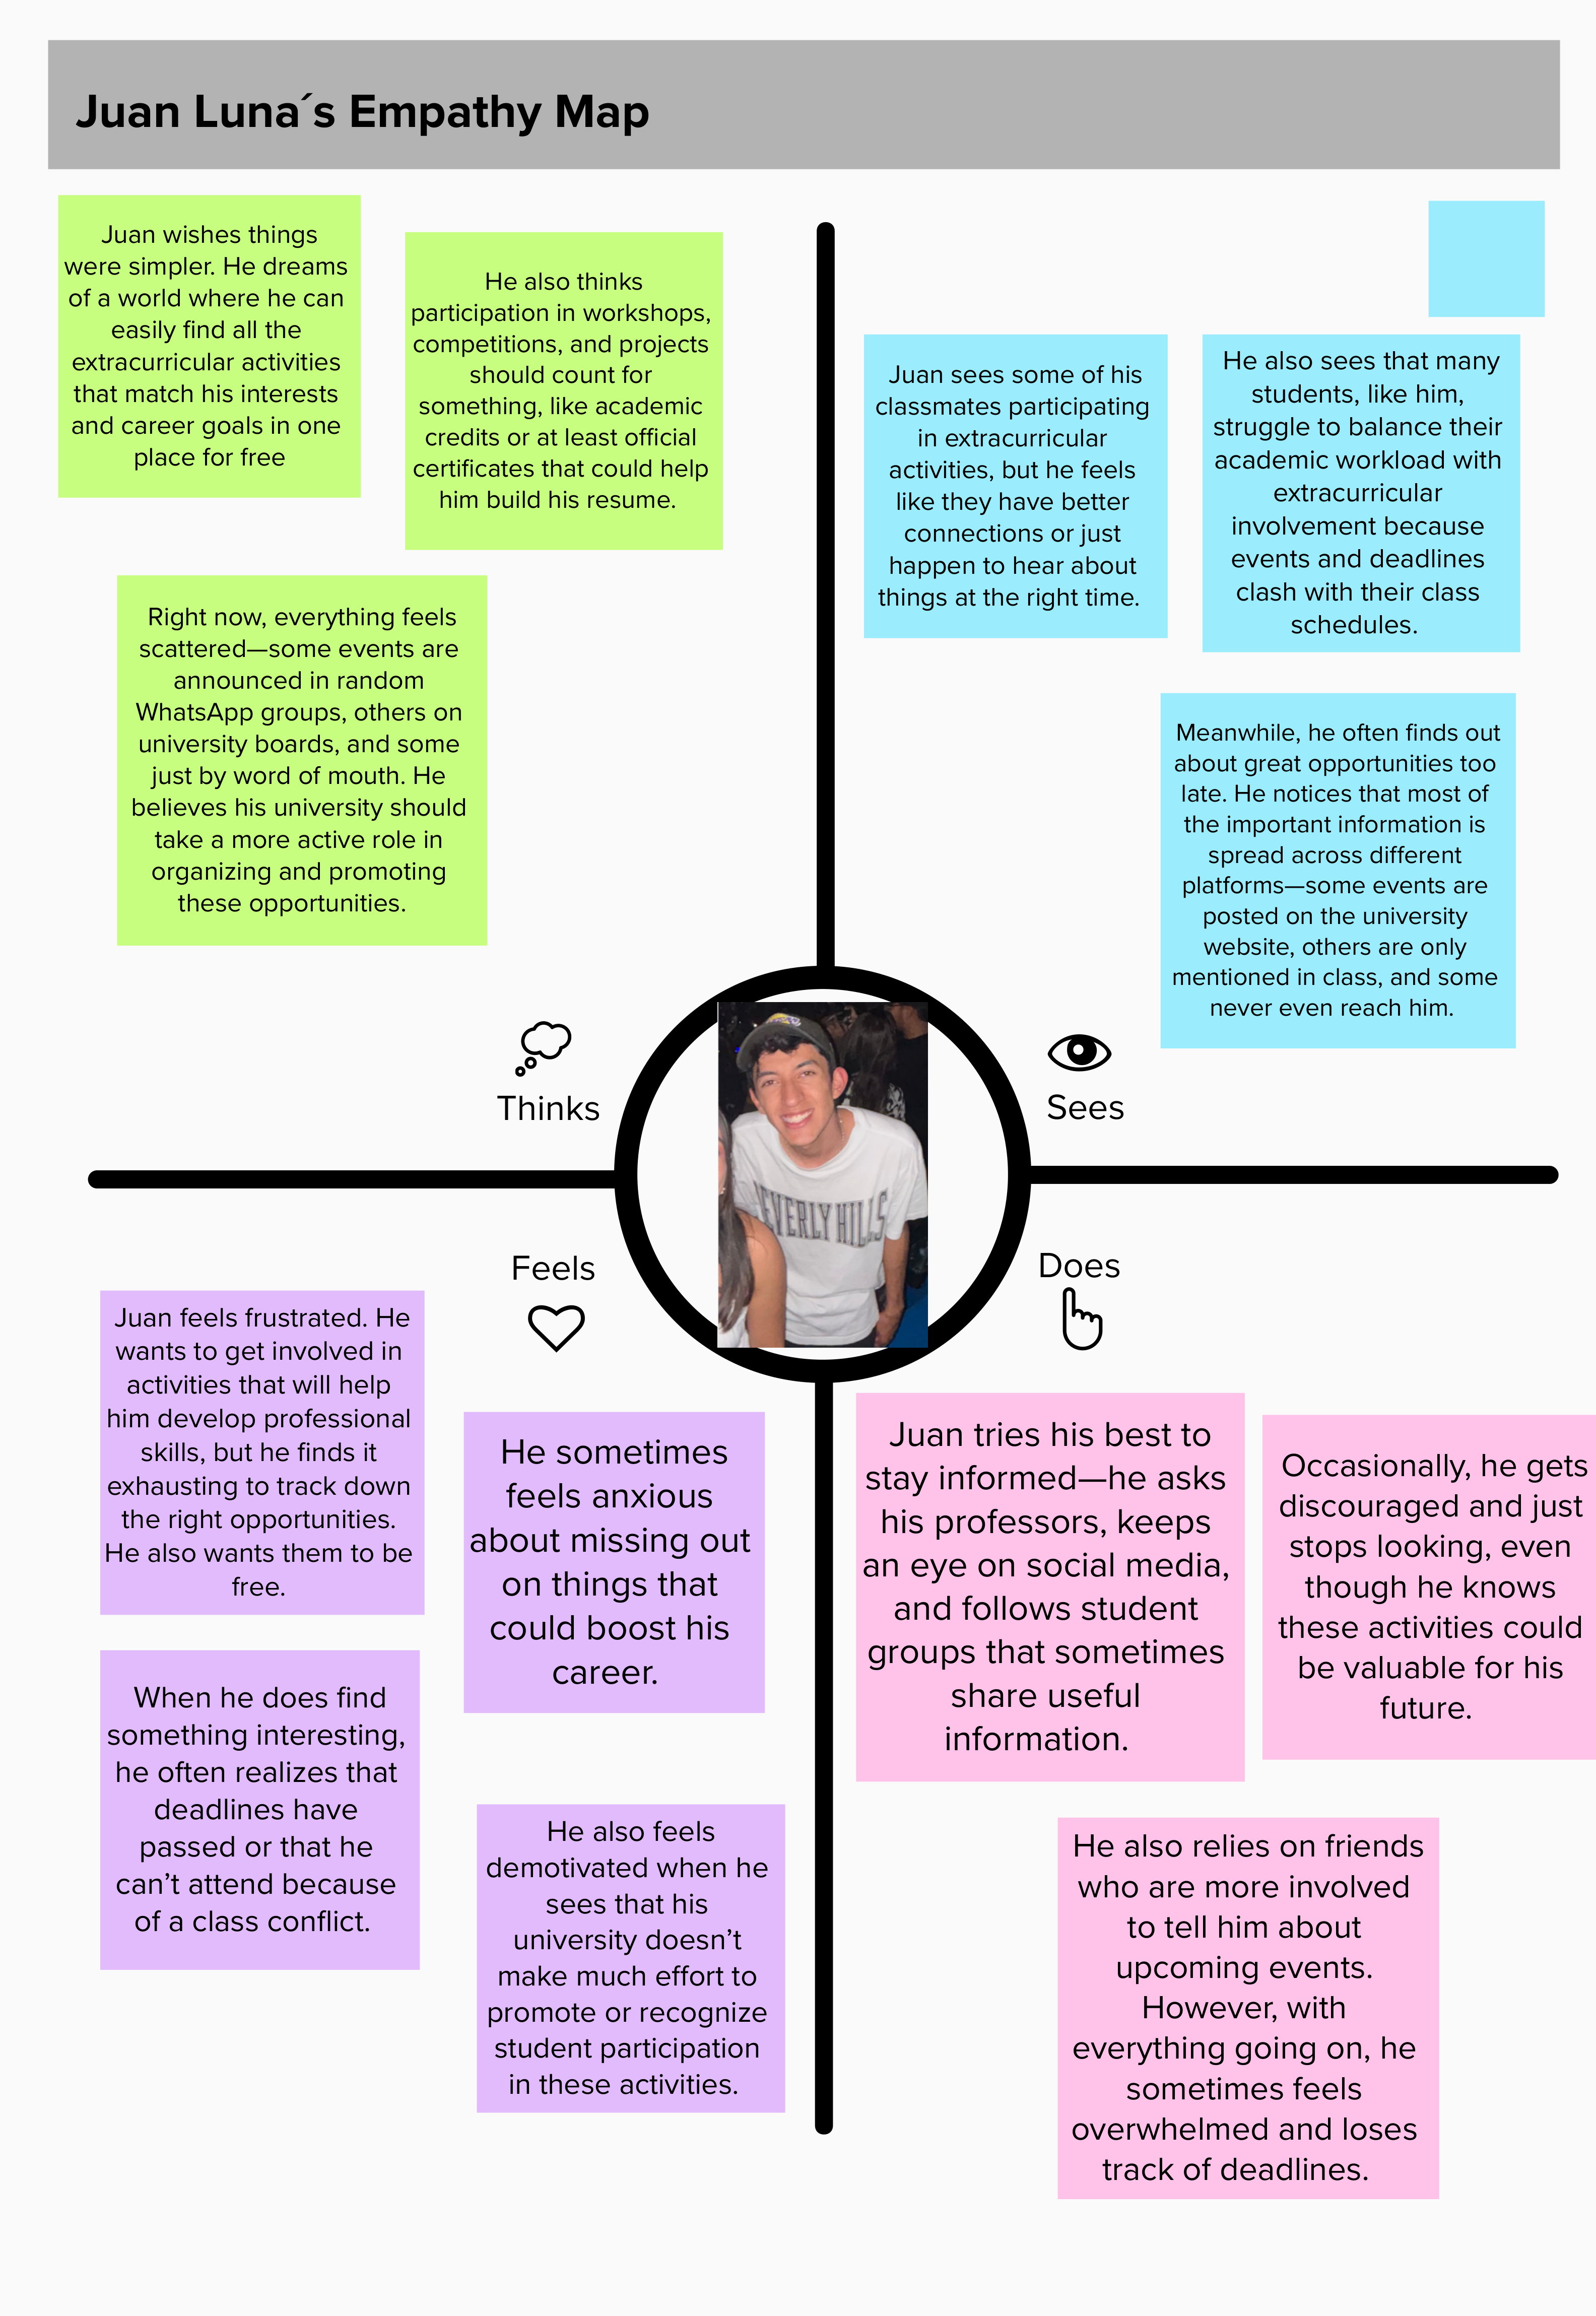 Juan Luna´s Empathy Map
Juan wishes things
were simpler. He dreams
of a world where he can
easily find all the
extracurricular activities
that match his interests
and career goals in one
place for free
He also thinks
participation in workshops,
competitions, and projects
should count for
something, like academic
credits or at least official
certificates that could help
him build his resume.
Right now, everything feels
scattered—some events are
announced in random
WhatsApp groups, others on
university boards, and some
just by word of mouth. He
believes his university should
take a more active role in
organizing and promoting
these opportunities.
Thinks
Juan sees some of his
classmates participating
in extracurricular
activities, but he feels
like they have better
connections or just
happen to hear about
things at the right time.
He also sees that many
students, like him,
struggle to balance their
academic workload with
extracurricular
involvement because
events and deadlines
clash with their class
schedules.
Meanwhile, he often finds out
about great opportunities too
late. He notices that most of
the important information is
spread across different
platforms—some events are
posted on the university
website, others are only
mentioned in class, and some
never even reach him.
Sees
EVERLY HILLS
Feels
Juan feels frustrated. He
wants to get involved in
activities that will help
him develop professional
skills, but he finds it
exhausting to track down
the right opportunities.
He also wants them to be
free.
He sometimes
feels anxious
about missing out
on things that
could boost his
career.
When he does find
something interesting,
he often realizes that
deadlines have
passed or that he
can’t attend because
of a class conflict.
He also feels
demotivated when he
sees that his
university doesn’t
make much effort to
promote or recognize
student participation
in these activities.
Does
Juan tries his best to
stay informed—he asks
his professors, keeps
an eye on social media,
and follows student
groups that sometimes
share useful
information.
Occasionally, he gets
discouraged and just
stops looking, even
though he knows
these activities could
be valuable for his
future.
He also relies on friends
who are more involved
to tell him about
upcoming events.
However, with
everything going on, he
sometimes feels
overwhelmed and loses
track of deadlines.